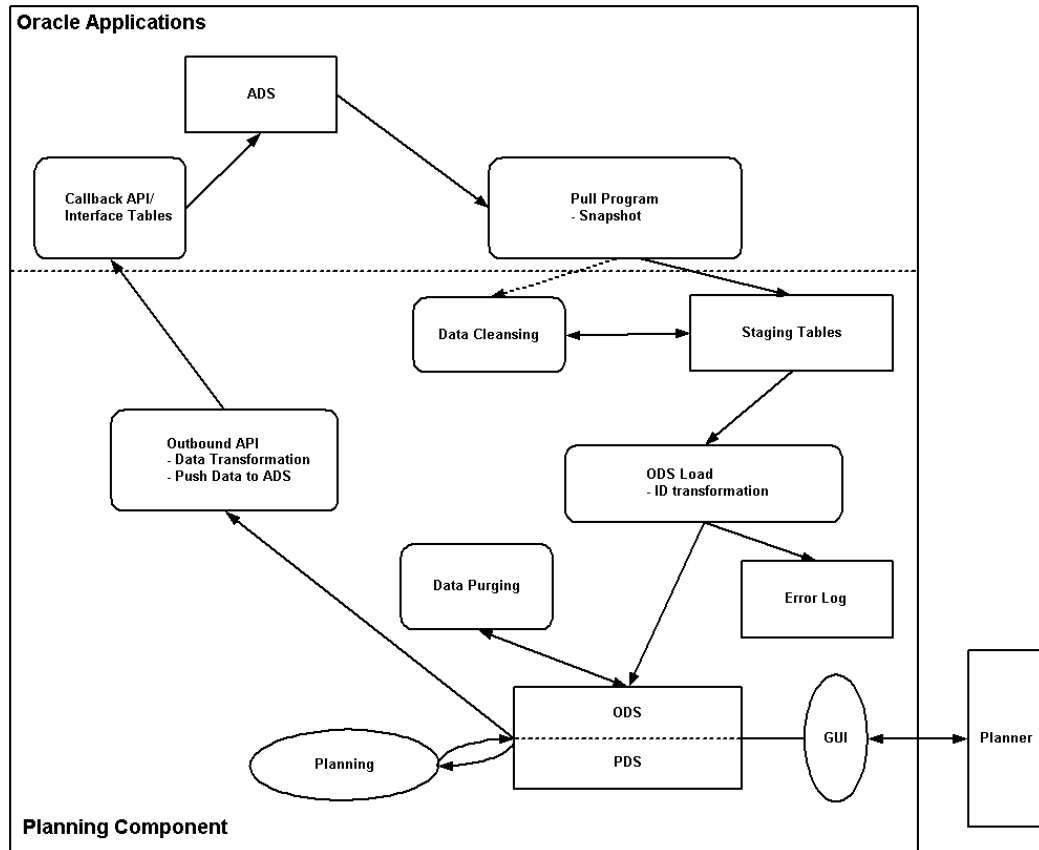 Oracle Applications
ADS
Callback API/
Interface Tables
Pull Program
- Snapshot
Data Cleansing
Staging Tables
Outbound API
- Data Transformation
- Push Data to ADS
ODS Load
- ID transformation
Data Purging
Error Log
ODS
PDS
GUI
Planner
Planning
Planning Component